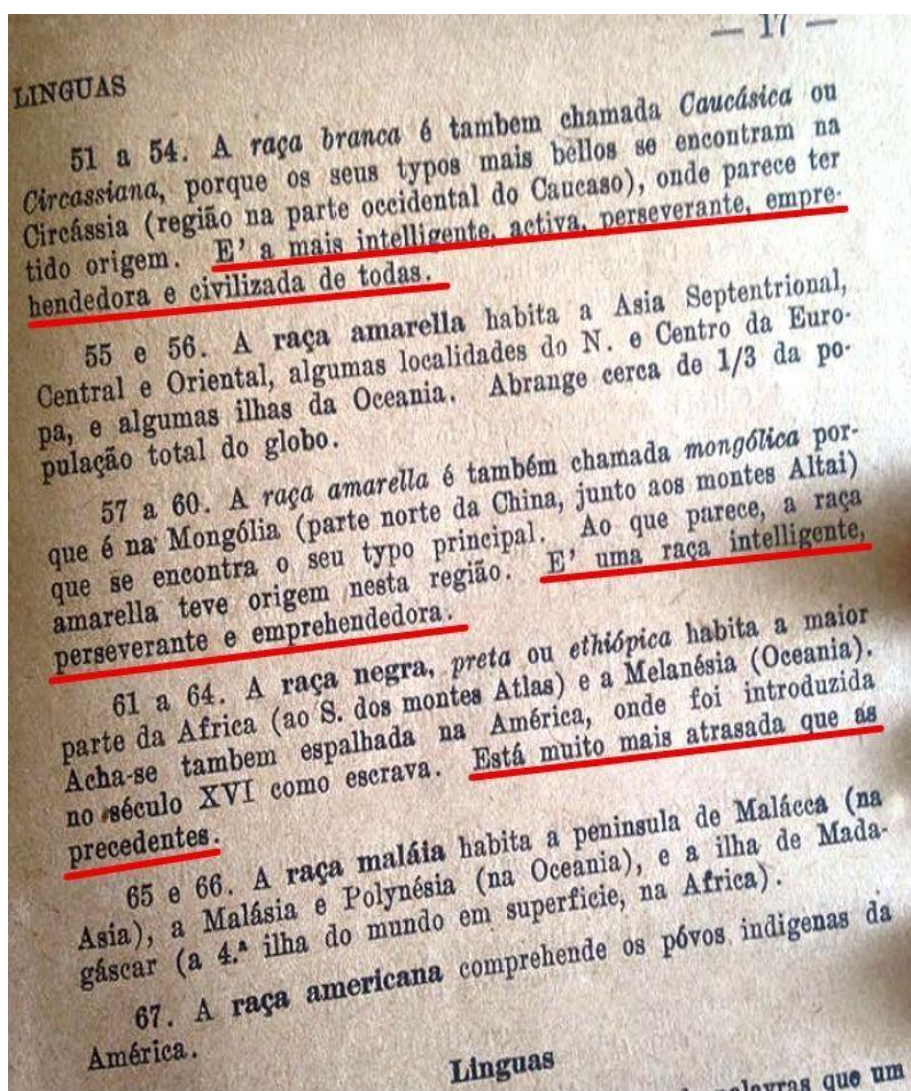 — 17 —
LINGUAS
51 a 54. A raça branca é tambem chamada Caucásica ou
Circassiana, porque os seus typos mais bellos se encontram na
Circássia (região na parte occidental do Caucaso), onde parece ter
tido origem. E' a mais intelligente, activa, perseverante, empre-
hendedora e civilizada de todas.
55 e 56. A raça amarella habita a Asia Septentrional,
Central e Oriental, algumas localidades do N. e Centro da Euro-
pa, e algumas ilhas da Oceania. Abrange cerca de 1/3 da po-
pulação total do globo.
57 a 60. A raça amarella é também chamada mongólica por-
que é na Mongólia (parte norte da China, junto aos montes Altai)
que se encontra o seu typo principal. Ao que parece, a raça
amarella teve origem nesta região. E' uma raça intelligente,
perseverante e emprehendedora.
61 a 64. A raça negra, preta ou ethiópica habita a maior
parte da Africa (ao S. dos montes Atlas) e a Melanésia (Oceania).
Acha-se tambem espalhada na América, onde foi introduzida
no século XVI como escrava. Está muito mais atrasada que as
precedentes.
65 e 66. A raça maláia habita a peninsula de Malácca (na
Asia), a Malásia e Polynésia (na Oceania), e a ilha de Mada-
gáscar (a 4.ª ilha do mundo em superficie, na Africa).
67. A raça americana comprehende os póvos indigenas da
América.
Linguas
palavras que um